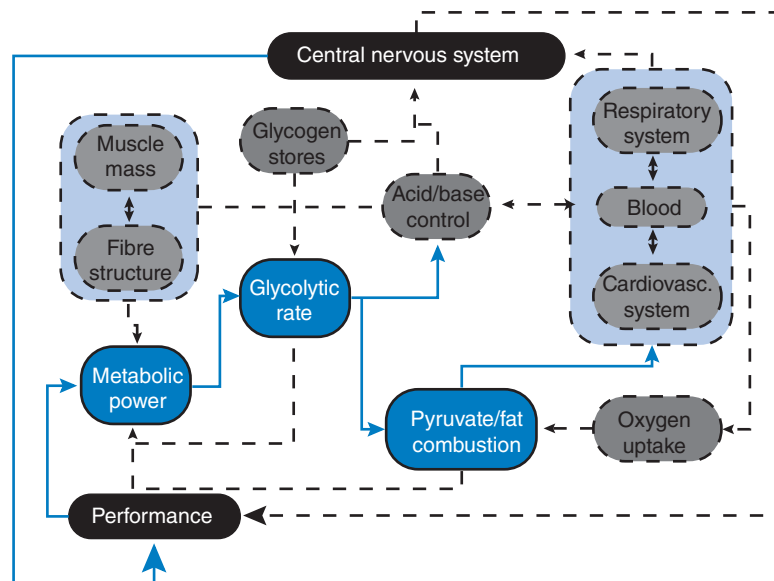 Central nervous system
Glycogen
stores
Respiratory
system
Muscle
mass
Acid/base
control
Blood
Fibre
structure
Glycolytic
rate
Cardiovasc.
system
Metabolic
power
Pyruvate/fat
combustion
Oxygen
uptake
Performance